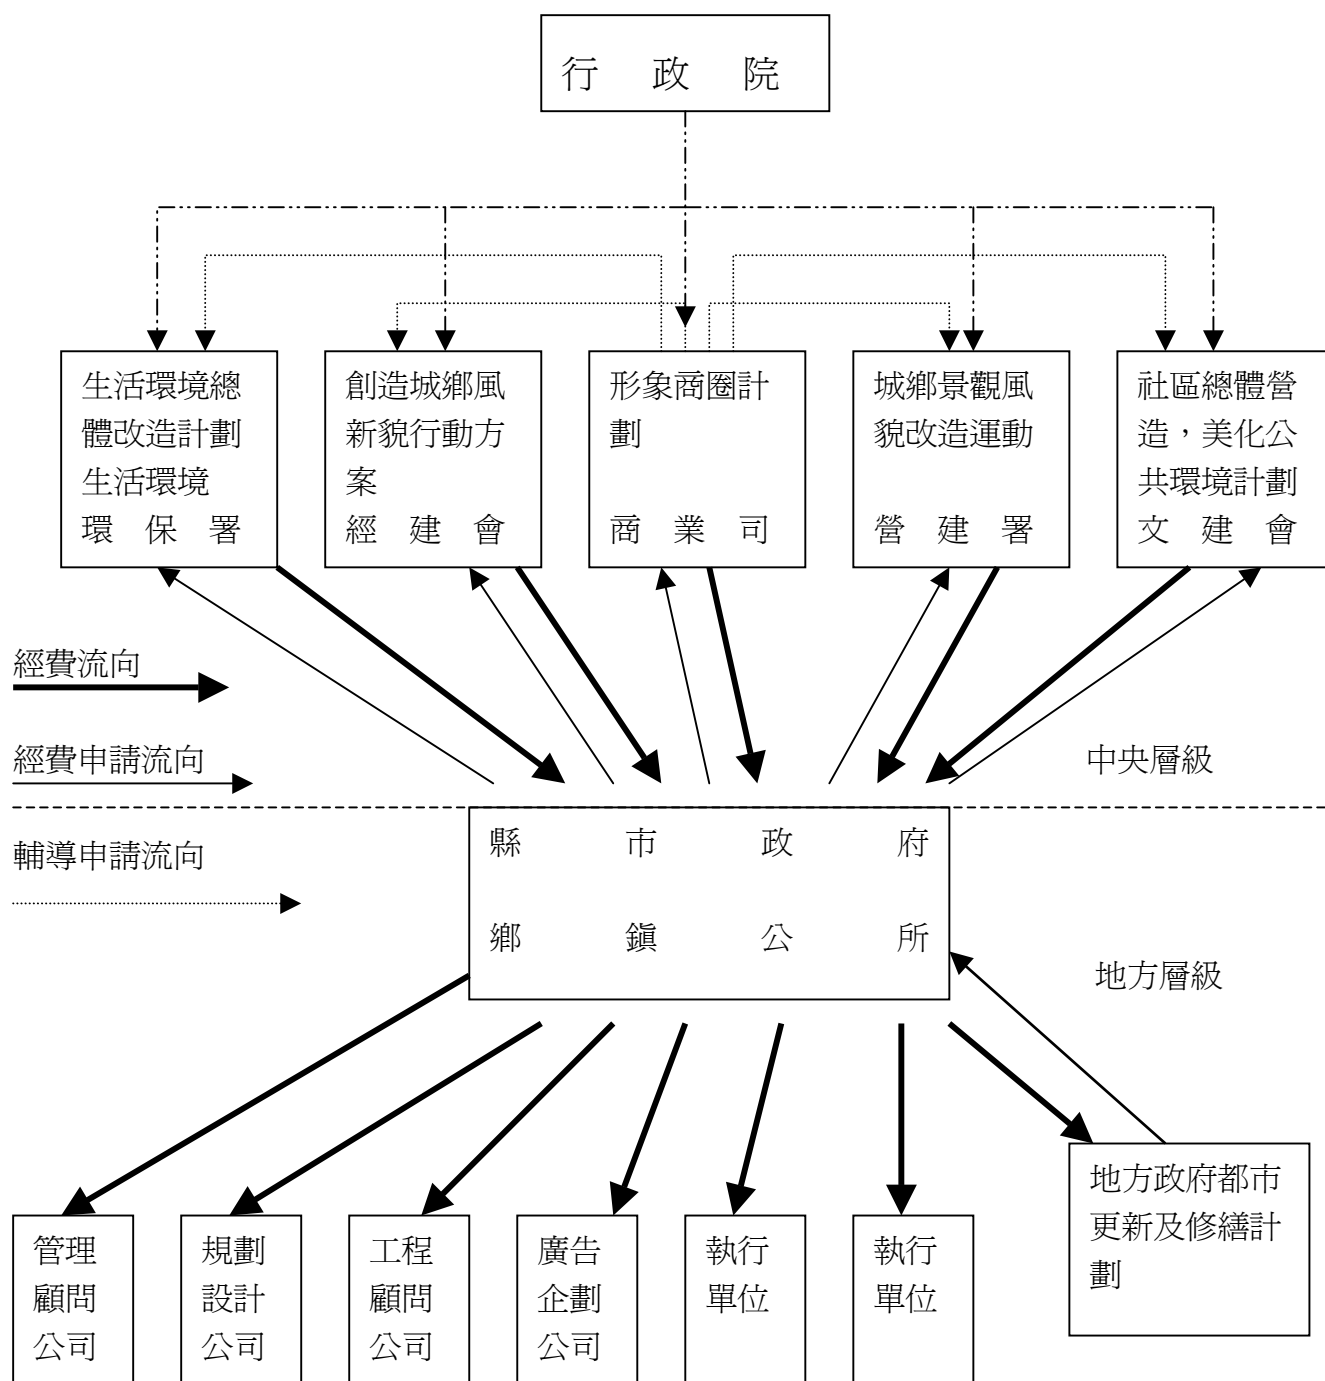 行政院
生活環境總
體改造計劃
生活環境
環保署
創造城鄉風
新貌行動方
案
經建會
形象商圈計
劃
商業司
城鄉景觀風
貌改造運動
營建署
社區總體營
造，美化公
共環境計劃
文建會
經費流向
經費申請流向
中央層級
輔導申請流向
縣市政府
鄉鎮公所
地方層級
管理
顧問
公司
規劃
設計
公司
工程
顧問
公司
廣告
企劃
公司
執行
單位
執行
單位
地方政府都市
更新及修繕計
劃